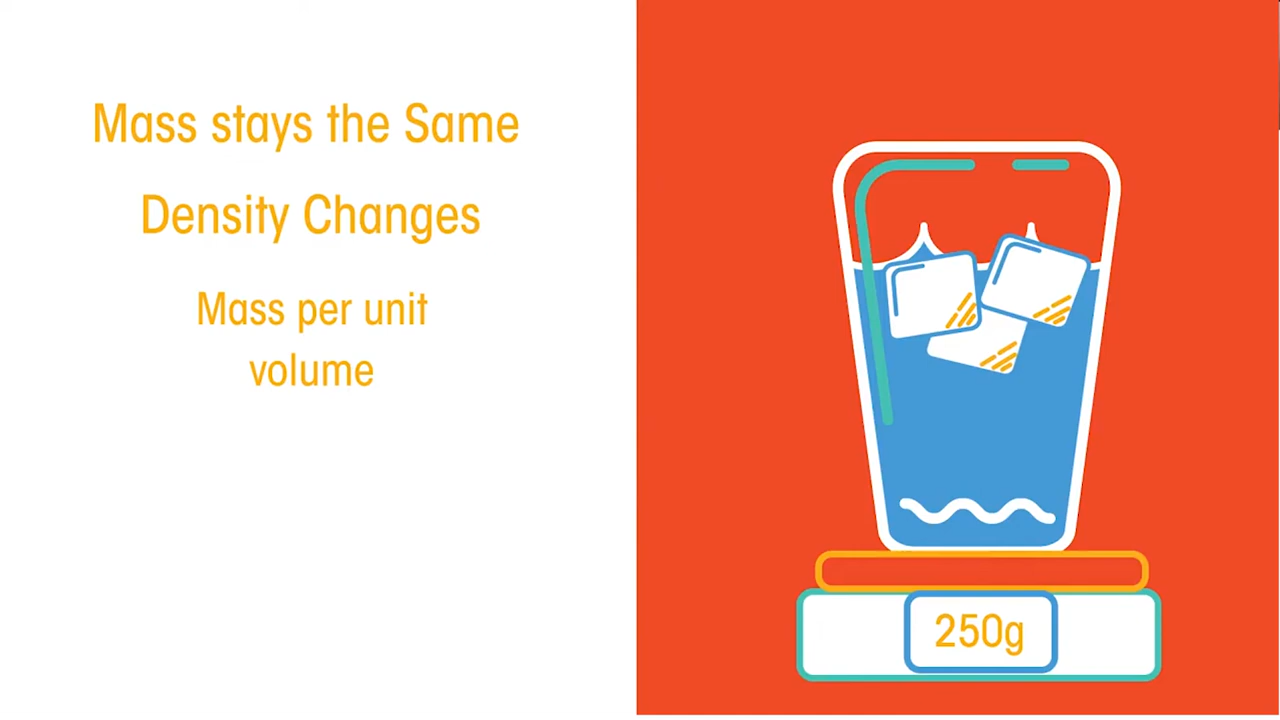 Mass stays the Same
Density Changes
Mass per unit
volume
250g